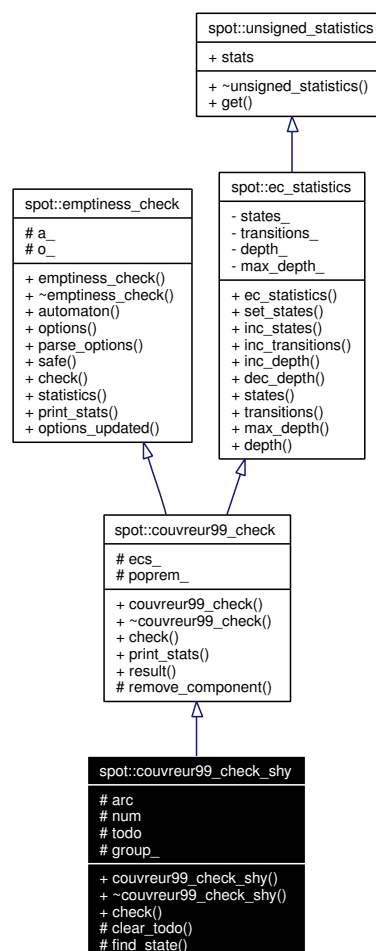 spot::unsigned_statistics
+ stats
+ ~unsigned_statistics()
+ get()
spot::emptiness_check
# a_
# o_
+ emptiness_check()
+ ~emptiness_check()
+ automaton()
+ options()
+ parse_options()
+ safe()
+ check()
+ statistics()
+ print_stats()
+ options_updated()
spot::ec_statistics
- states_
- transitions_
- depth_
- max_depth_
+ ec_statistics()
+ set_states()
+ inc_states()
+ inc_transitions()
+ inc_depth()
+ dec_depth()
+ states()
+ transitions()
+ max_depth()
+ depth()
spot::couvreur99_check
# ecs_
# poprem_
+ couvreur99_check()
+ ~couvreur99_check()
+ check()
+ print_stats()
+ result()
# remove_component()
spot::couvreur99_check_shy
# arc
# num
# todo
# group_
+ couvreur99_check_shy()
+ ~couvreur99_check_shy()
+ check()
# clear_todo()
# find_state()